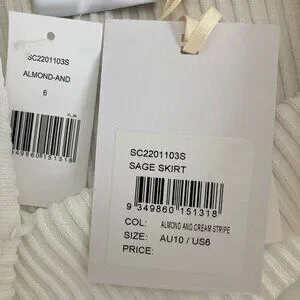 SC2201103S
ALMOND-AND
6
9349860151318
SC2201103S
SAGE SKIRT
9 349860 151318
COL: ALMOND AND CREAM STRIPE
SIZE: AU10 / US6
PRICE: